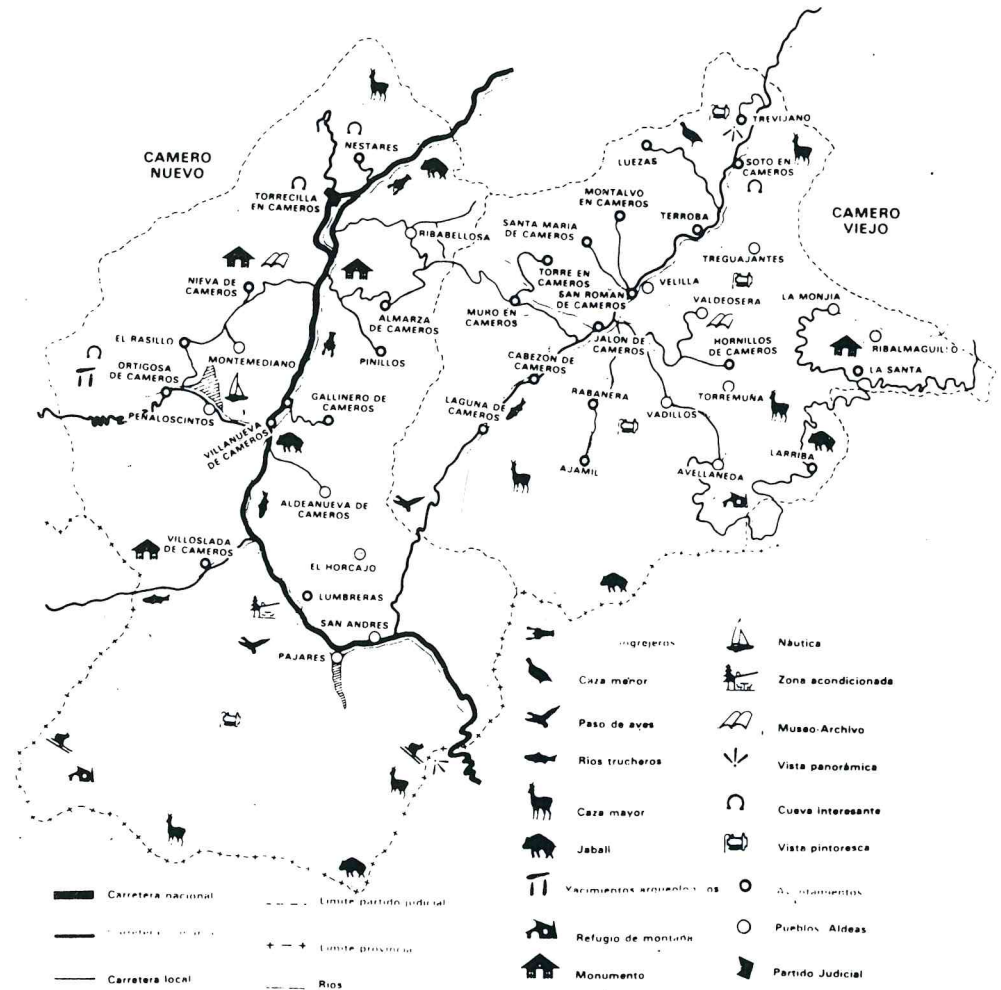 CAMERO
NUEVO
NESTARES
TORRECILLA
EN CAMEROS
RIBABELLOSA
NIEVA DE
CAMEROS
ALMARZA
DE CAMEROS
PINILLOS
EL RASILLO
MONTEMEDIANO
ORTIGOSA
DE CAMEROS
PEÑALOSCINTOS
GALLINERO DE
CAMEROS
VILLANUEVA
DE CAMEROS
ALDEANUEVA DE
CAMEROS
VILLOSLADA
DE CAMEROS
EL HORCAJO
LUMBRERAS
SAN ANDRES
PAJARES
TREVIJANO
LUEZAS
SOTO EN
CAMEROS
CAMERO
VIEJO
MONTALVO
EN CAMEROS
TERROBA
SANTA MARIA
DE CAMEROS
TREGUAJANTES
TORRE EN
CAMEROS
SAN ROMAN
DE CAMEROS
VELILLA
VALDEOSERA
LA MONJIA
MURO EN
CAMEROS
JALON DE
CAMEROS
HORNILLOS
DE CAMEROS
LA SANTA
CABEZON DE
CAMEROS
RABANERA
TORREMUÑA
LAGUNA DE
CAMEROS
VADILLOS
AJAMIL
AVELLANEDA
LARRIBA
Caza menor
Paso de aves
Rios trucheros
Caza mayor
Jabalí
Yacimientos
Refugio de montaña
Monumento
Náutica
Zona acondicionada
Museo-Archivo
Vista panorámica
Cueva interesante
Vista pintoresca
Pueblos Aldeas
Partido Judicial
Carretera nacional
Carretera local
Limite partido judicial
Limite provincia
Rios